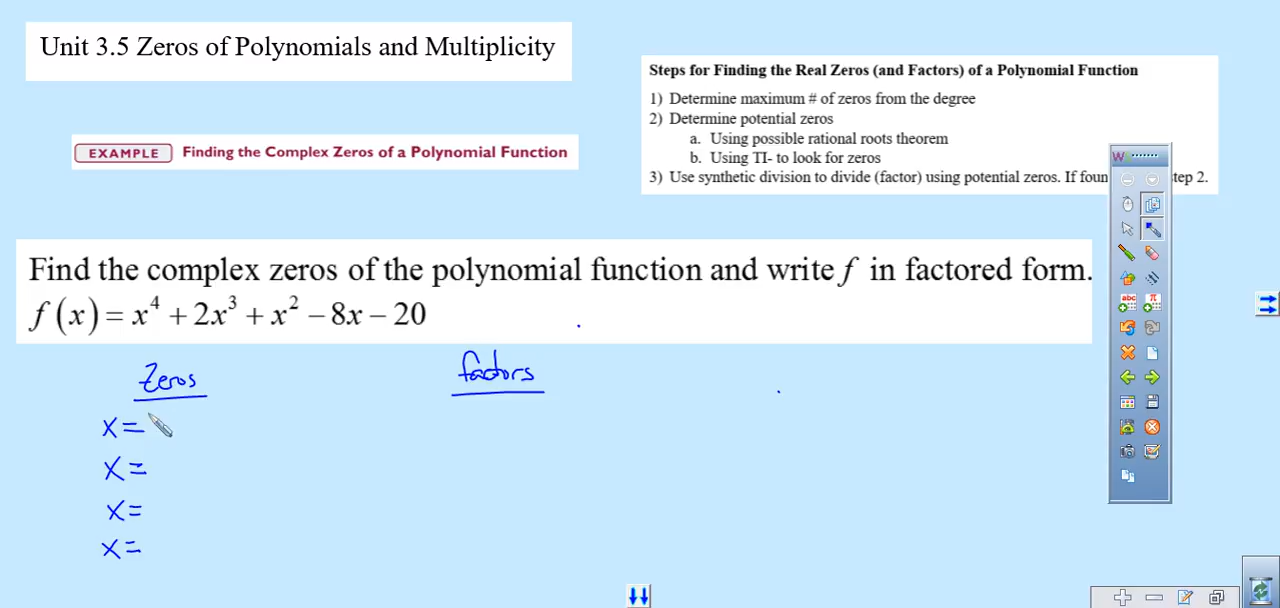 Unit 3.5 Zeros of Polynomials and Multiplicity
Steps for Finding the Real Zeros (and Factors) of a Polynomial Function
1) Determine maximum # of zeros from the degree
2) Determine potential zeros
a. Using possible rational roots theorem
b. Using TI- to look for zeros
3) Use synthetic division to divide (factor) using potential zeros. If foun step 2.
EXAMPLE Finding the Complex Zeros of a Polynomial Function
Find the complex zeros of the polynomial function and write f in factored form.
f(x) = x⁴ + 2x³ + x² − 8x − 20
Zeros factors
x=
x=
x=
x=